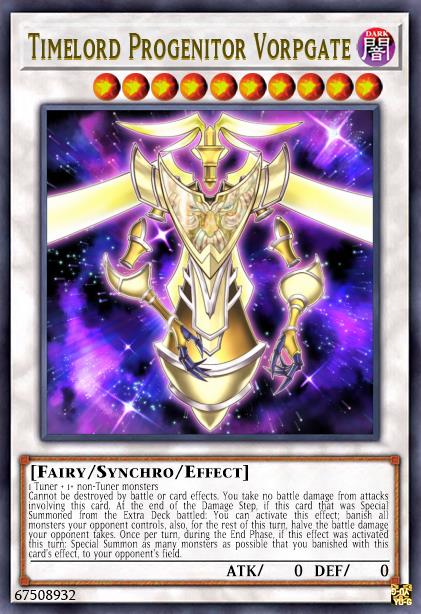 TIMELORD PROGENITOR VORPGATE
DARK
闇
[FAIRY/SYNCHRO/EFFECT]
1 Tuner + 1+ non-Tuner monsters
Cannot be destroyed by battle or card effects. You take no battle damage from attacks
involving this card. At the end of the Damage Step, if this card that was Special
Summoned from the Extra Deck battled: You can activate this effect; banish all
monsters your opponent controls, also, for the rest of this turn, halve the battle damage
your opponent takes. Once per turn, during the End Phase, if this effect was activated
this turn: Special Summon as many monsters as possible that you banished with this
card's effect, to your opponent's field.
ATK/ 0 DEF/ 0
67508932